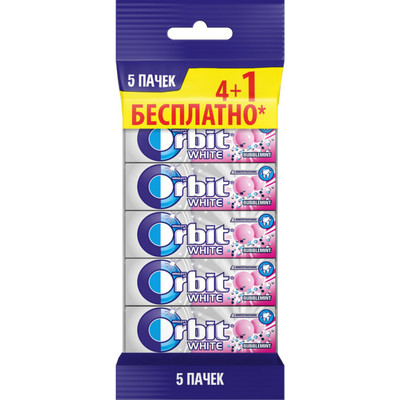 5 ПАЧЕК
4+1
БЕСПЛАТНО*
Orbit
WHITE
BUBBLEMINT
Orbit
WHITE
BUBBLEMINT
Orbit
WHITE
BUBBLEMINT
Orbit
WHITE
BUBBLEMINT
Orbit
WHITE
BUBBLEMINT
5 ПАЧЕК